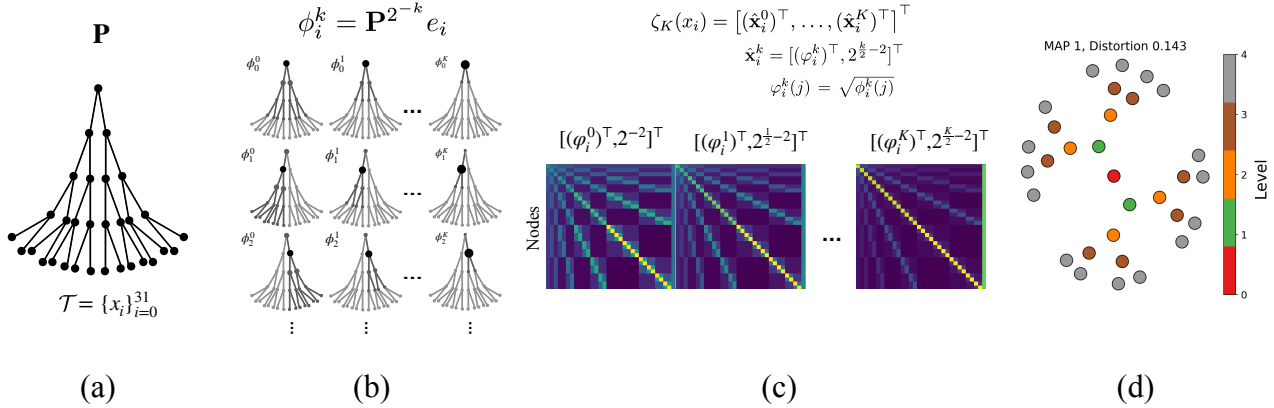 P
𝒯 = {x_i}_{i=0}^{31}
(a)
ϕ_i^k = P^{2^{-k}} e_i
ϕ_0^0 ϕ_0^1 ... ϕ_0^K
ϕ_1^0 ϕ_1^1 ... ϕ_1^K
ϕ_2^0 ϕ_2^1 ... ϕ_2^K
⋮ ⋮ ⋮
(b)
ζ_K(x_i) = [(x̂_i^0)^⊤, …, (x̂_i^K)^⊤]^⊤
x̂_i^k = [(φ_i^k)^⊤, 2^{k/2−2}]^⊤
φ_i^k(j) = √ϕ_i^k(j)
[(φ_i^0)^⊤,2^{−2}]^⊤ [(φ_i^1)^⊤,2^{1/2−2}]^⊤ [(φ_i^K)^⊤,2^{K/2−2}]^⊤
Nodes
...
(c)
MAP 1, Distortion 0.143
4
3
2
1
0
Level
(d)